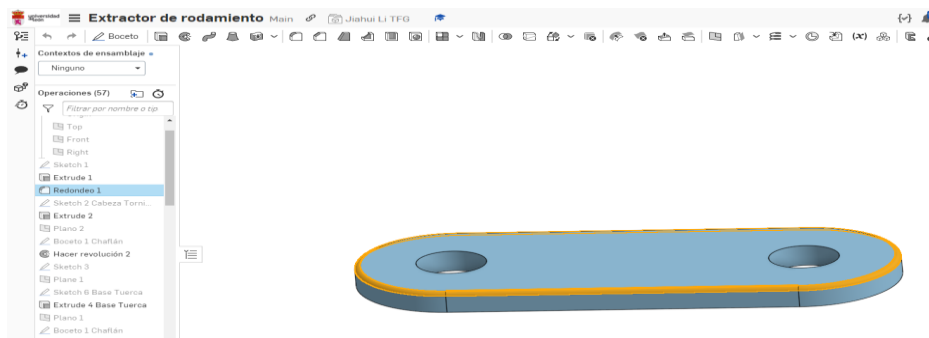 universidad
Extractor de rodamiento Main Jiahui Li TFG
Boceto
(x)
Contextos de ensamblaje
Ninguno
Operaciones (57)
Filtrar por nombre o tip
Top
Front
Right
Sketch 1
Extrude 1
Redondeo 1
Sketch 2 Cabeza Torni...
Extrude 2
Plano 2
Boceto 1 Chaflán
Hacer revolución 2
Sketch 3
Plane 1
Sketch 6 Base Tuerca
Extrude 4 Base Tuerca
Plano 1
Boceto 1 Chaflán